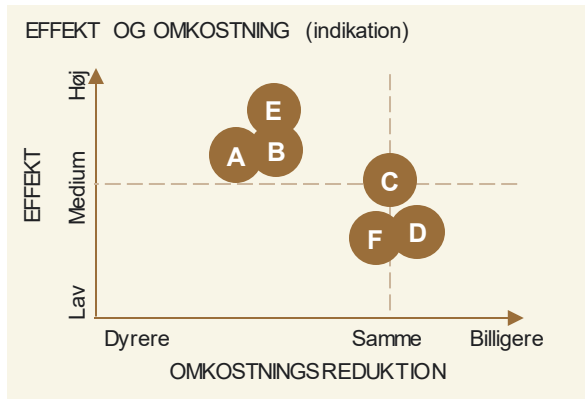 EFFEKT OG OMKOSTNING (indikation)
Høj
Medium
Lav
EFFEKT
E
A
B
C
F
D
Dyrere
Samme
Billigere
OMKOSTNINGSREDUKTION